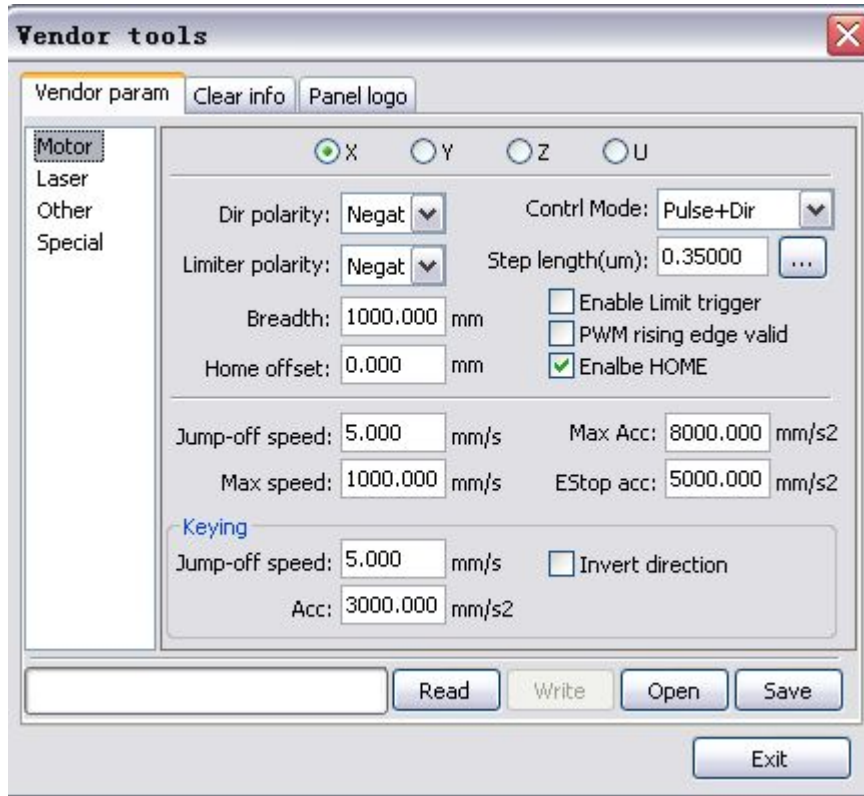 Vendor tools
Vendor param Clear info Panel logo
Motor
Laser
Other
Special
X Y Z U
Dir polarity: Negat Contrl Mode: Pulse+Dir
Limiter polarity: Negat Step length(um): 0.35000 ...
Breadth: 1000.000 mm Enable Limit trigger
PWM rising edge valid
Home offset: 0.000 mm Enalbe HOME
Jump-off speed: 5.000 mm/s Max Acc: 8000.000 mm/s2
Max speed: 1000.000 mm/s EStop acc: 5000.000 mm/s2
Keying
Jump-off speed: 5.000 mm/s Invert direction
Acc: 3000.000 mm/s2
Read Write Open Save
Exit